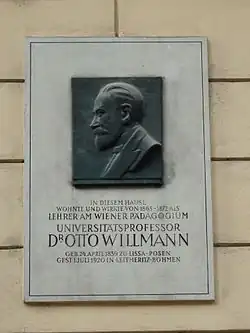 IN DIESEM HAUSE
WOHNTE UND WIRKTE VON 1863-1872 ALS
LEHRER AM WIENER PÄDAGOGIUM
UNIVERSITÄTSPROFESSOR
DR OTTO WILLMANN
GEB. 24. APRIL 1839 ZU LISSA-POSEN
GEST. 1. JULI 1920 IN LEITMERITZ-BÖHMEN